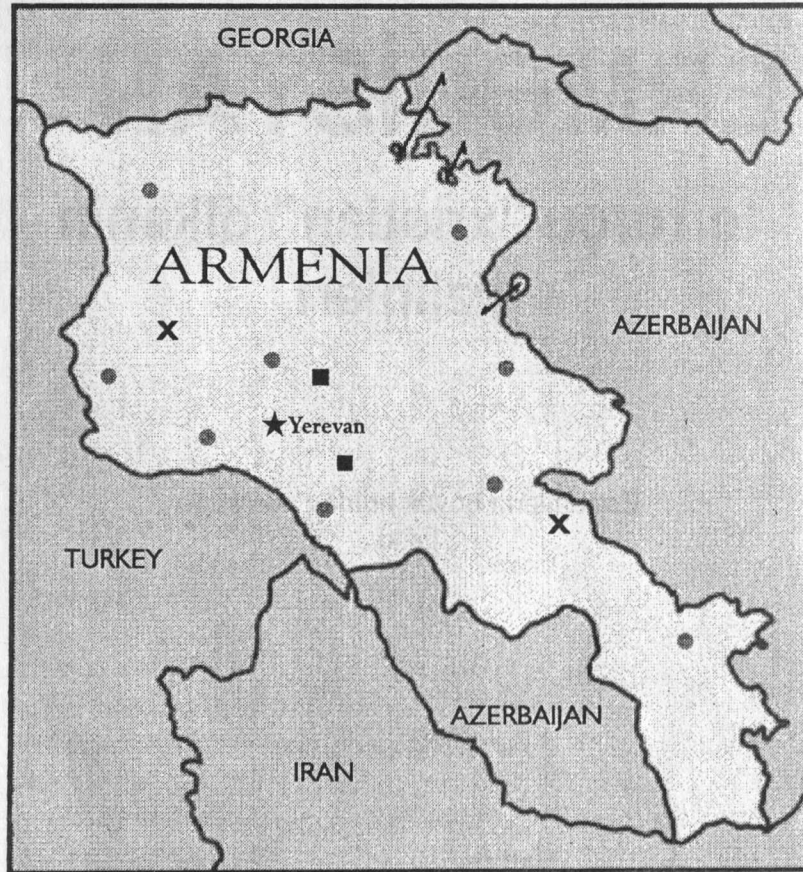 GEORGIA
ARMENIA
AZERBAIJAN
X
Yerevan
X
TURKEY
AZERBAIJAN
IRAN